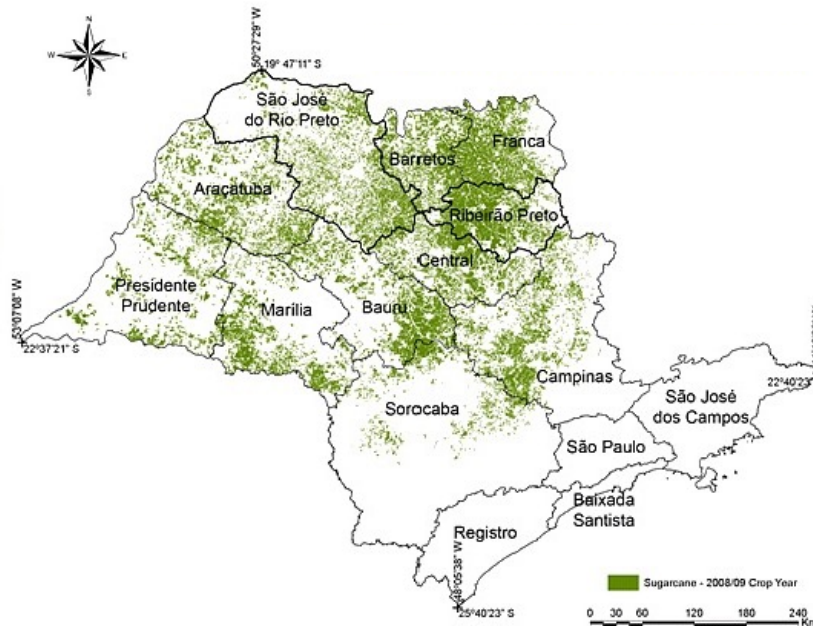 N
W
E
S
50°27'29" W
19° 47'11" S
São José
do Rio Preto
Barretos
Franca
Araçatuba
Ribeirão Preto
Central
Presidente
Prudente
Marília
Bauru
53°07'08" W
22°37'21" S
Campinas
22°40'23"
São José
dos Campos
Sorocaba
São Paulo
Baixada
Santista
Registro
48°05'38" W
25°40'23" S
Sugarcane - 2008/09 Crop Year
0 30 60 120 180 240
Km